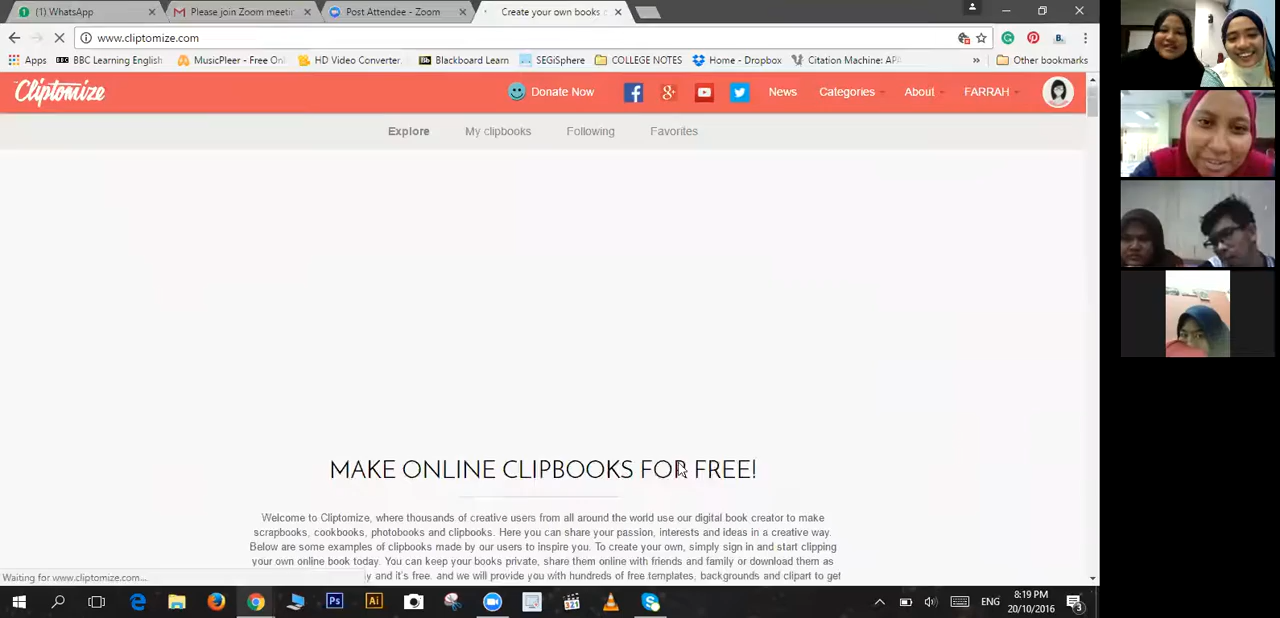 (1) WhatsApp
Please join Zoom meeti
Post Attendee - Zoom
Create your own books
www.cliptomize.com
Apps
BBC Learning English
MusicPleer - Free Onl
HD Video Converter
Blackboard Learn
SEGiSphere
COLLEGE NOTES
Home - Dropbox
Citation Machine: AP
»
Other bookmarks
Cliptomize
Donate Now
News
Categories
About
FARRAH
Explore
My clipbooks
Following
Favorites
MAKE ONLINE CLIPBOOKS FOR FREE!
Welcome to Cliptomize, where thousands of creative users from all around the world use our digital book creator to make
scrapbooks, cookbooks, photobooks and clipbooks. Here you can share your passion, interests and ideas in a creative way.
Below are some examples of clipbooks made by our users to inspire you. To create your own, simply sign in and start clipping
your own online book today. You can keep your books private, share them online with friends and family or download them as
y and it's free. and we will provide you with hundreds of free templates, backgrounds and clipart to get
Waiting for www.cliptomize.com...
ENG
8:19 PM
20/10/2016